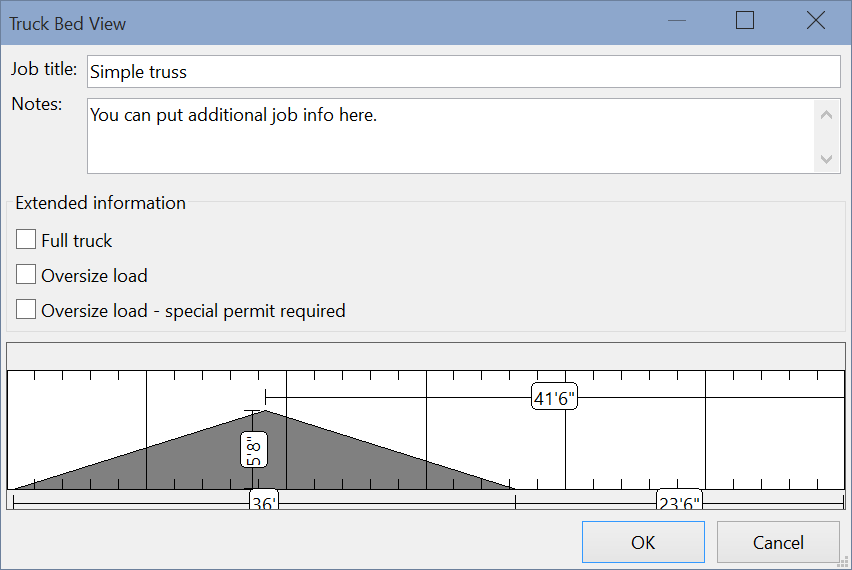 Truck Bed View
Job title: Simple truss
Notes: You can put additional job info here.
Extended information
Full truck
Oversize load
Oversize load - special permit required
41'6"
5'8"
36'
23'6"
OK Cancel